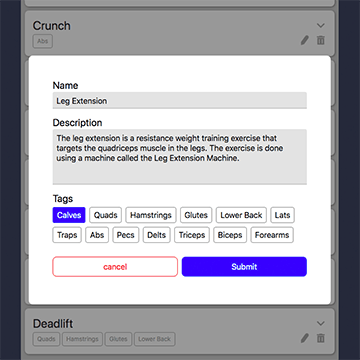 Crunch
Abs
Name
Leg Extension
Description
The leg extension is a resistance weight training exercise that
targets the quadriceps muscle in the legs. The exercise is done
using a machine called the Leg Extension Machine.
Tags
Calves Quads Hamstrings Glutes Lower Back Lats
Traps Abs Pecs Delts Triceps Biceps Forearms
cancel Submit
Deadlift
Quads Hamstrings Glutes Lower Back